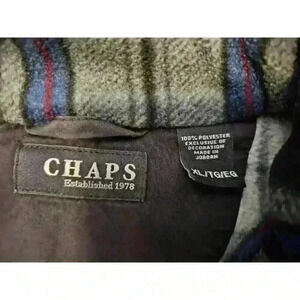 CHAPS
Established 1978
100% POLYESTER
EXCLUSIVE OF
DECORATION
MADE IN
JORDAN
XL/TG/EG